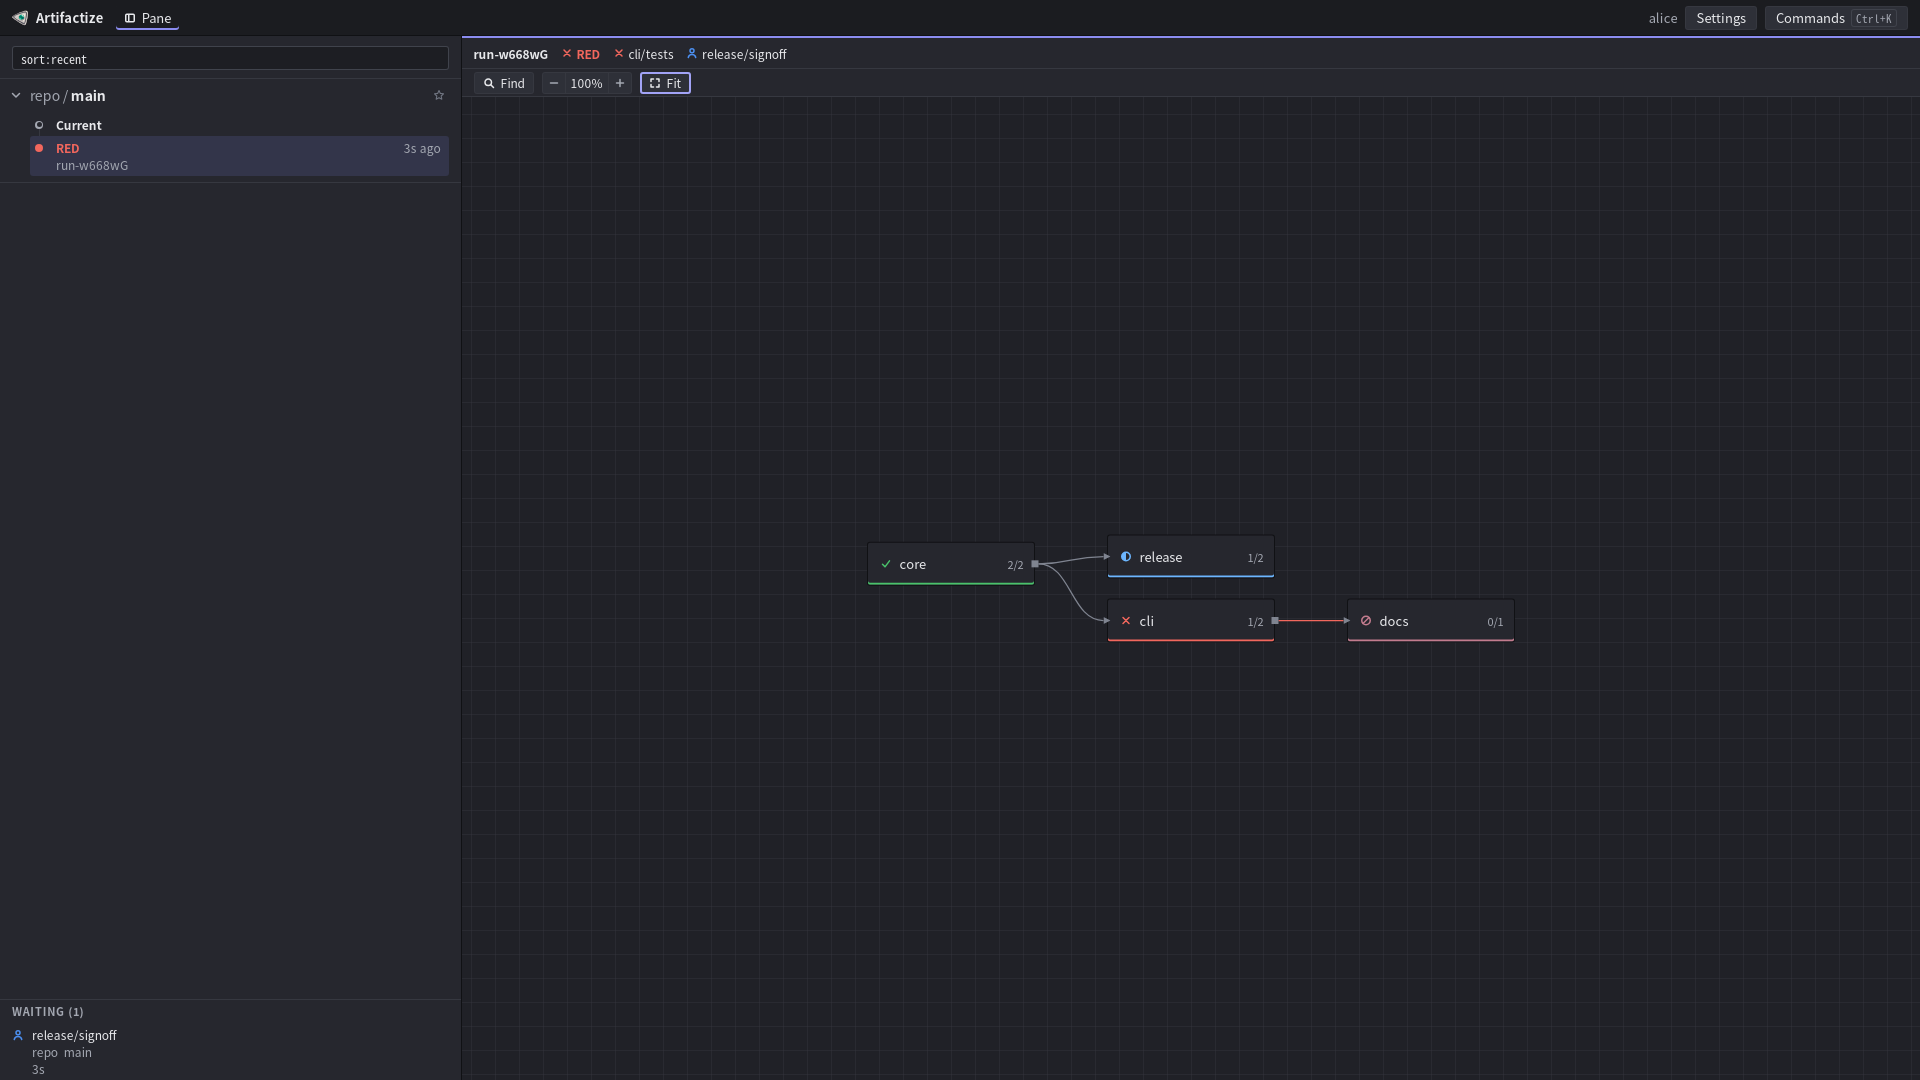 Artifactize
Pane
alice
Settings
Commands Ctrl+K
sort:recent
repo / main
Current
RED 3s ago
run-w668wG
run-w668wG RED cli/tests release/signoff
Find
100%
Fit
core 2/2
release 1/2
cli 1/2
docs 0/1
WAITING (1)
release/signoff
repo main
3s